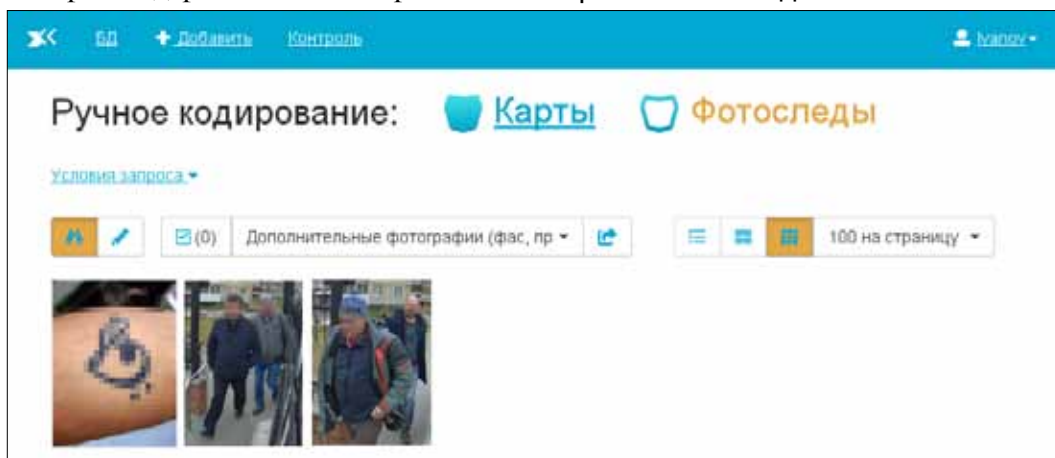 БД Добавить Контроль Ivanov
Ручное кодирование: Карты Фотоследы
Условия запроса
(0) Дополнительные фотографии (фас, пр 100 на страницу